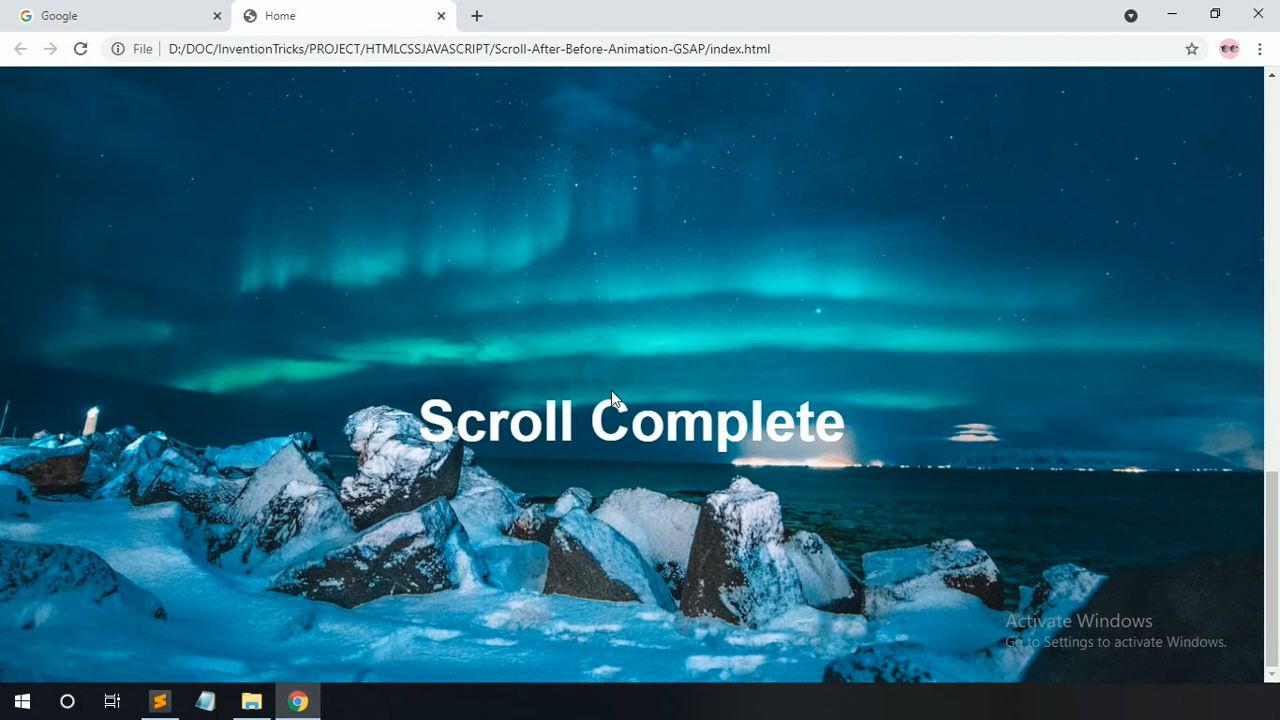 Google
Home
File
D:/DOC/InventionTricks/PROJECT/HTMLCSSJAVASCRIPT/Scroll-After-Before-Animation-GSAP/index.html
Scroll Complete
Activate Windows
Go to Settings to activate Windows.